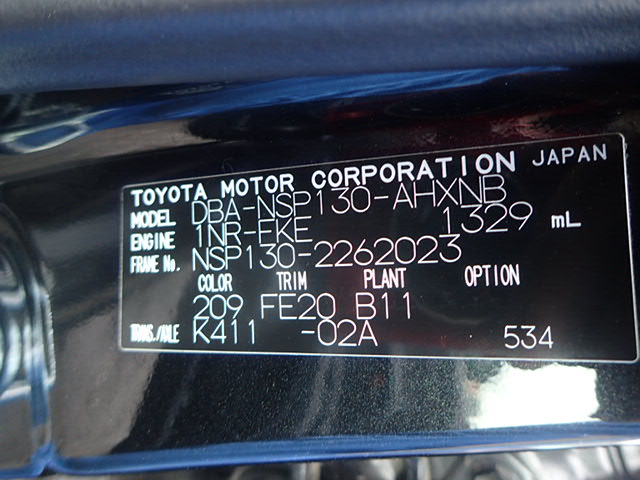 TOYOTA MOTOR CORPORATION JAPAN
MODEL DBA-NSP130-AHXNB
ENGINE 1NR-FKE 1329 mL
FRAME No. NSP130-2262023
COLOR TRIM PLANT OPTION
209 FE20 B11
TRANS./AXLE K411 -02A 534